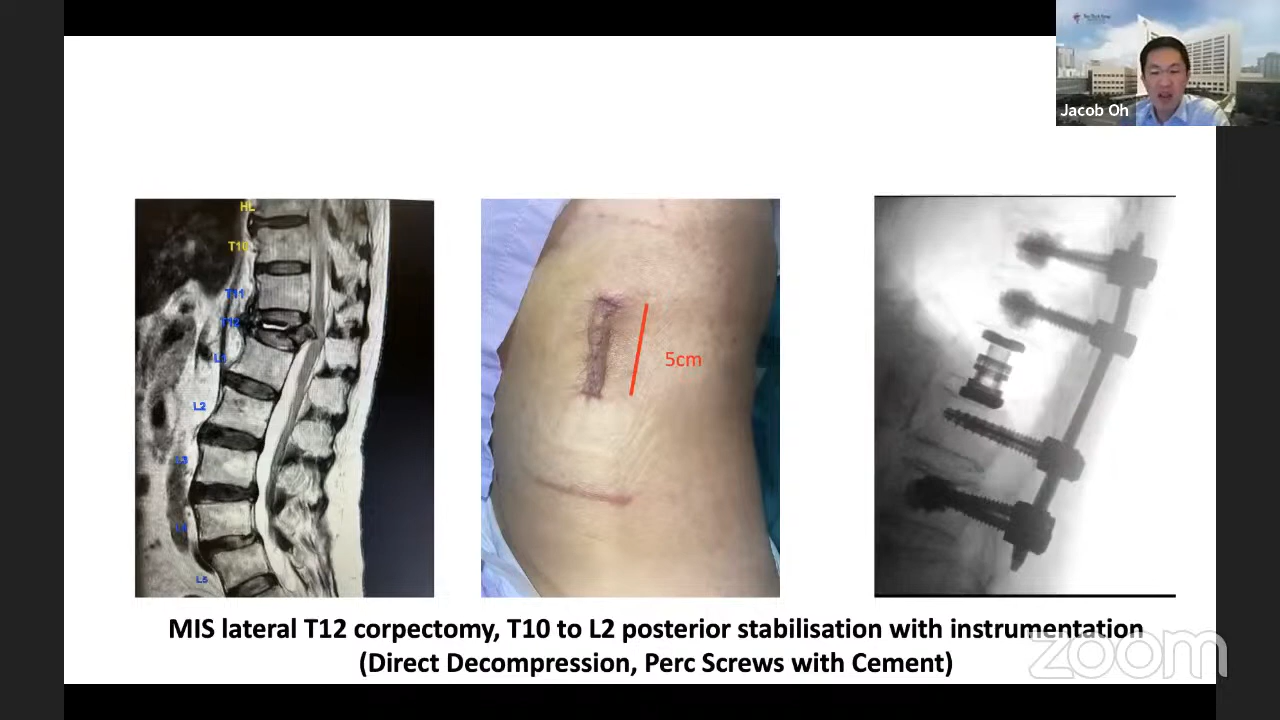 Jacob Oh
HL
T10
T11
T12
L1
L2
L3
L4
L5
5cm
MIS lateral T12 corpectomy, T10 to L2 posterior stabilisation with instrumentation
(Direct Decompression, Perc Screws with Cement)
zoom